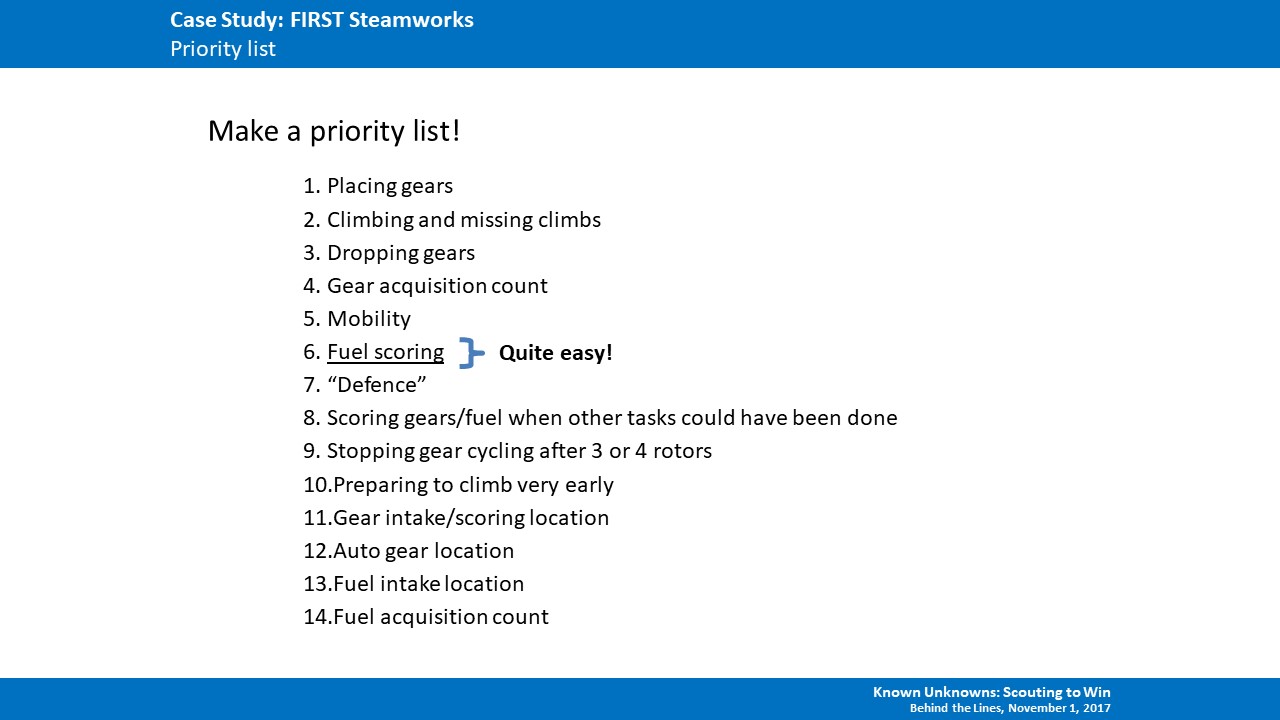 Case Study: FIRST Steamworks
Priority list
Make a priority list!
1. Placing gears
2. Climbing and missing climbs
3. Dropping gears
4. Gear acquisition count
5. Mobility
6. Fuel scoring Quite easy!
7. “Defence”
8. Scoring gears/fuel when other tasks could have been done
9. Stopping gear cycling after 3 or 4 rotors
10.Preparing to climb very early
11.Gear intake/scoring location
12.Auto gear location
13.Fuel intake location
14.Fuel acquisition count
Known Unknowns: Scouting to Win
Behind the Lines, November 1, 2017